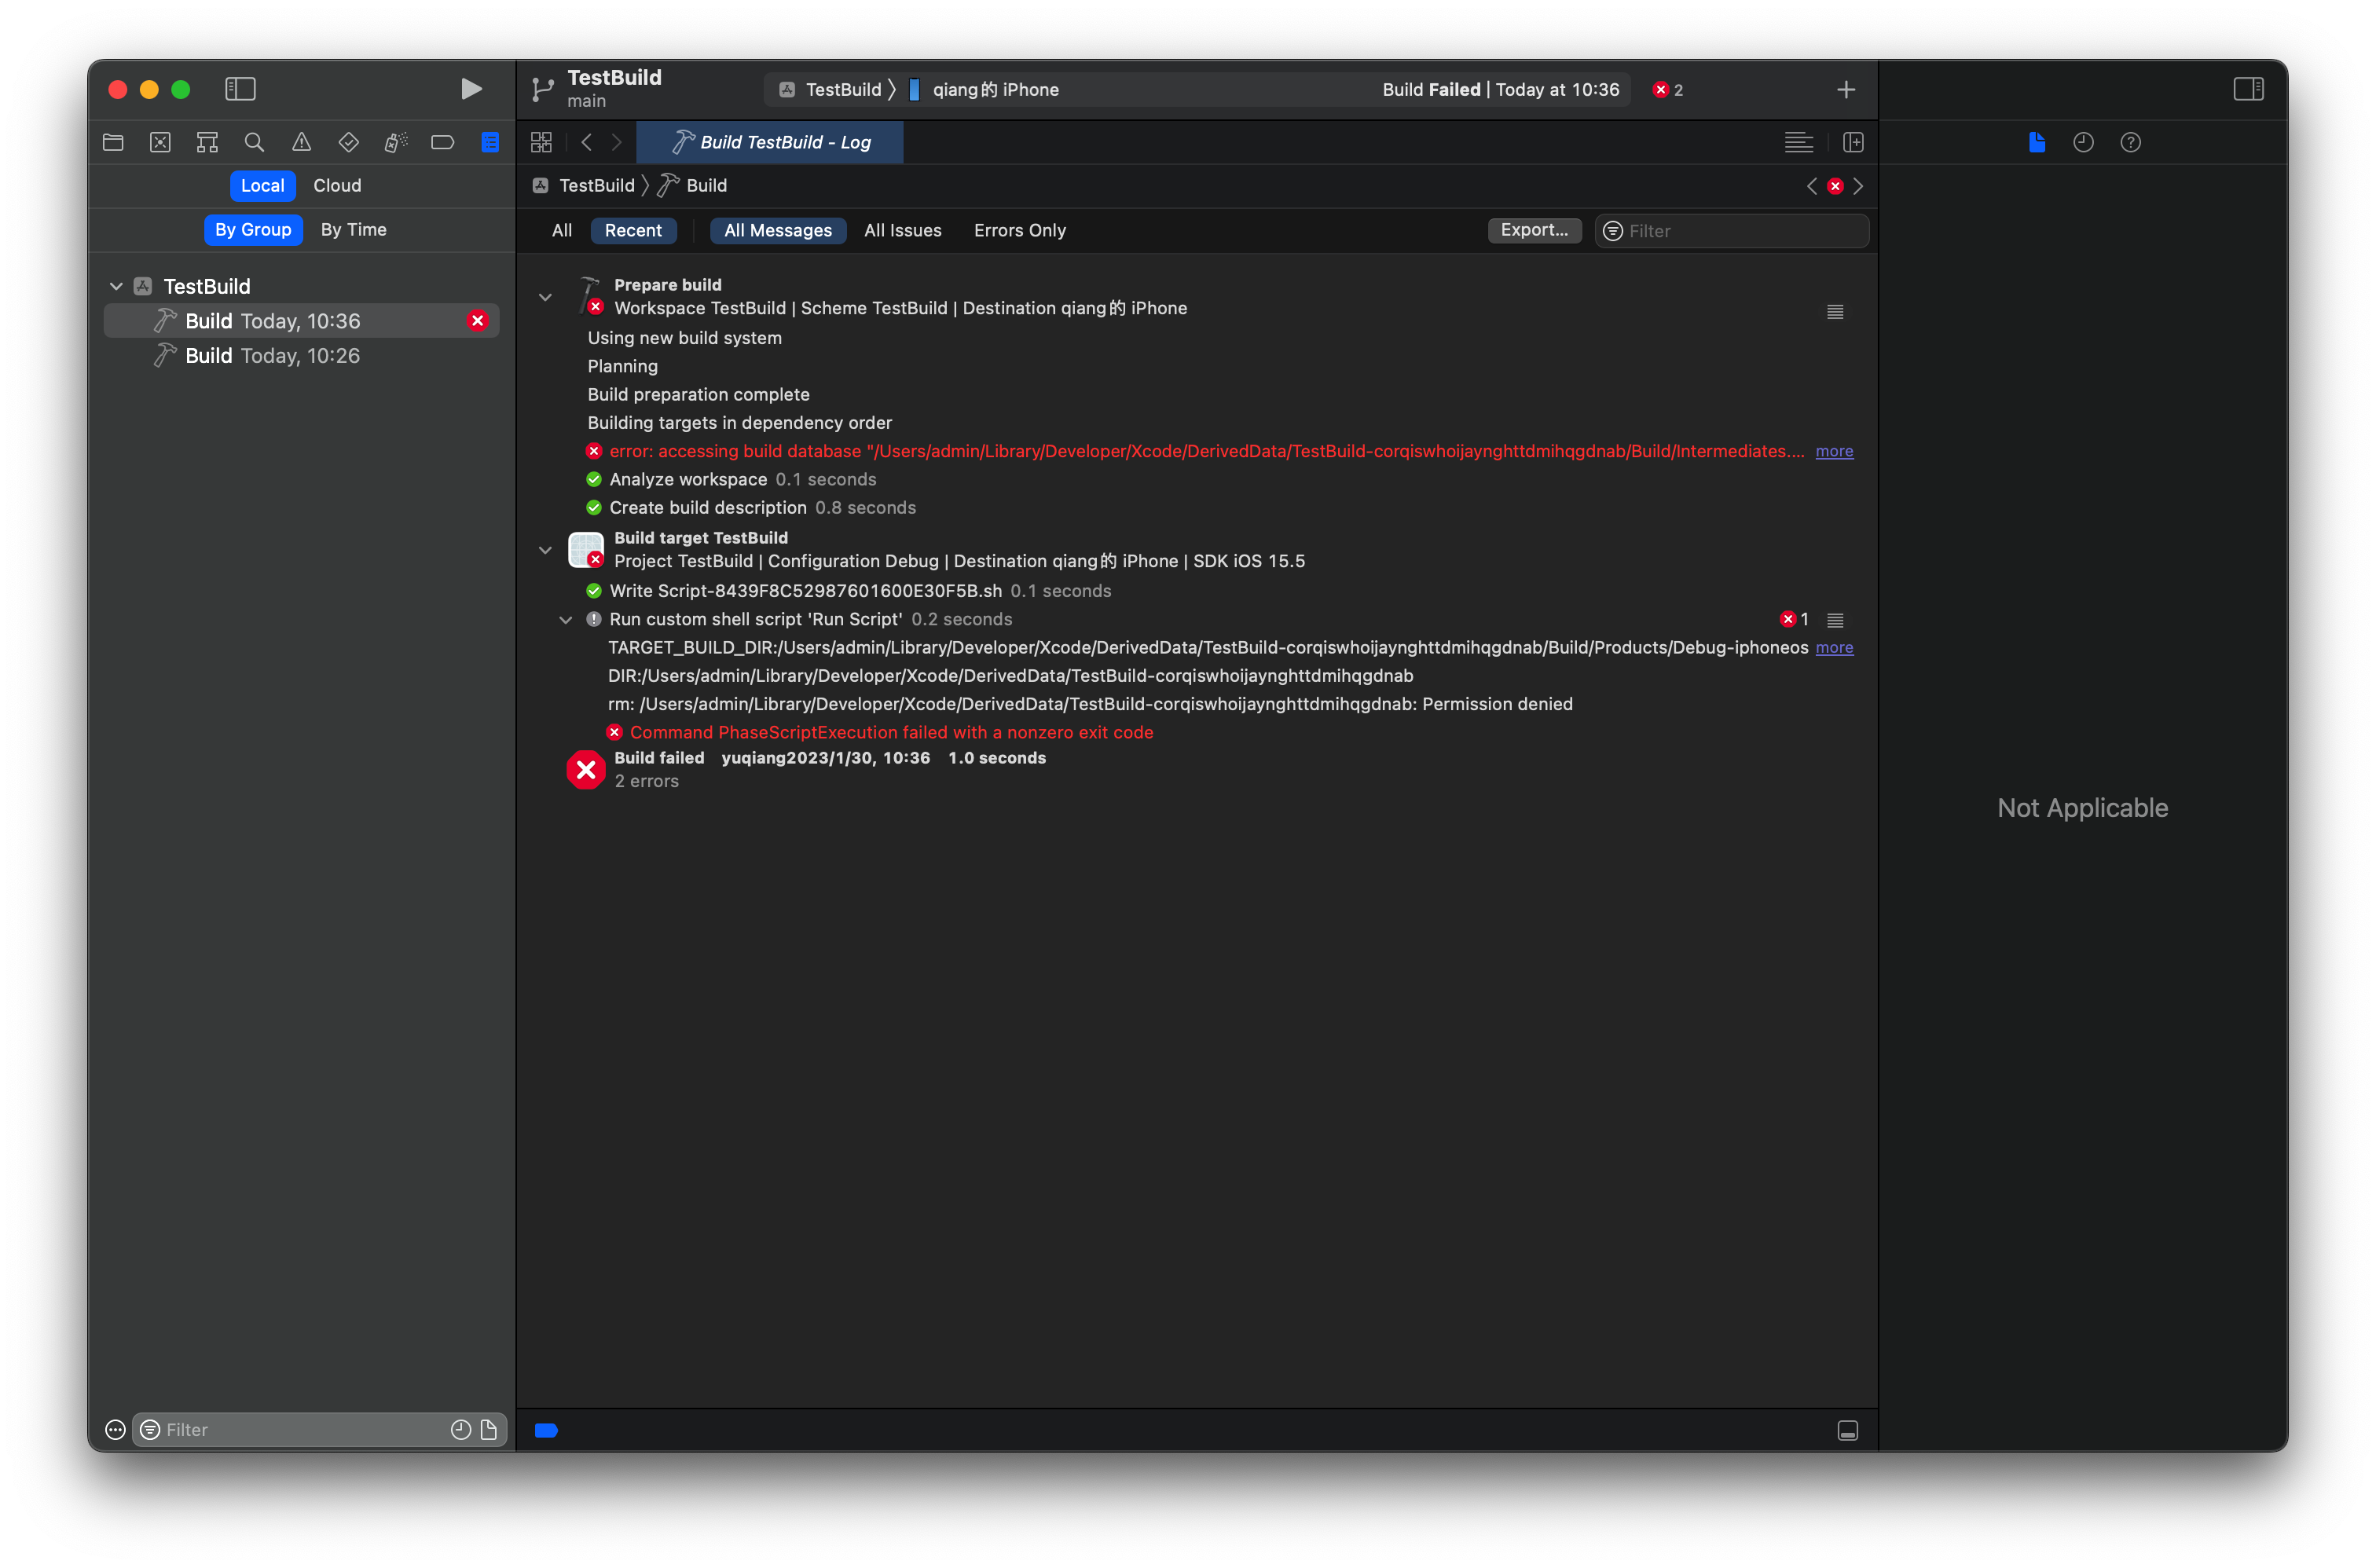 TestBuild
main
TestBuild
qiang的 iPhone
Build Failed | Today at 10:36
2
Build TestBuild - Log
Local
Cloud
TestBuild
Build
By Group
By Time
All
Recent
All Messages
All Issues
Errors Only
Export...
Filter
TestBuild
Build Today, 10:36
Build Today, 10:26
Prepare build
Workspace TestBuild | Scheme TestBuild | Destination qiang的 iPhone
Using new build system
Planning
Build preparation complete
Building targets in dependency order
error: accessing build database "/Users/admin/Library/Developer/Xcode/DerivedData/TestBuild-corqiswhoijaynghttdmihqgdnab/Build/Intermediates.... more
Analyze workspace 0.1 seconds
Create build description 0.8 seconds
Build target TestBuild
Project TestBuild | Configuration Debug | Destination qiang的 iPhone | SDK iOS 15.5
Write Script-8439F8C52987601600E30F5B.sh 0.1 seconds
Run custom shell script 'Run Script' 0.2 seconds
1
TARGET_BUILD_DIR:/Users/admin/Library/Developer/Xcode/DerivedData/TestBuild-corqiswhoijaynghttdmihqgdnab/Build/Products/Debug-iphoneos more
DIR:/Users/admin/Library/Developer/Xcode/DerivedData/TestBuild-corqiswhoijaynghttdmihqgdnab
rm: /Users/admin/Library/Developer/Xcode/DerivedData/TestBuild-corqiswhoijaynghttdmihqgdnab: Permission denied
Command PhaseScriptExecution failed with a nonzero exit code
Build failed yuqiang2023/1/30, 10:36 1.0 seconds
2 errors
Not Applicable
Filter